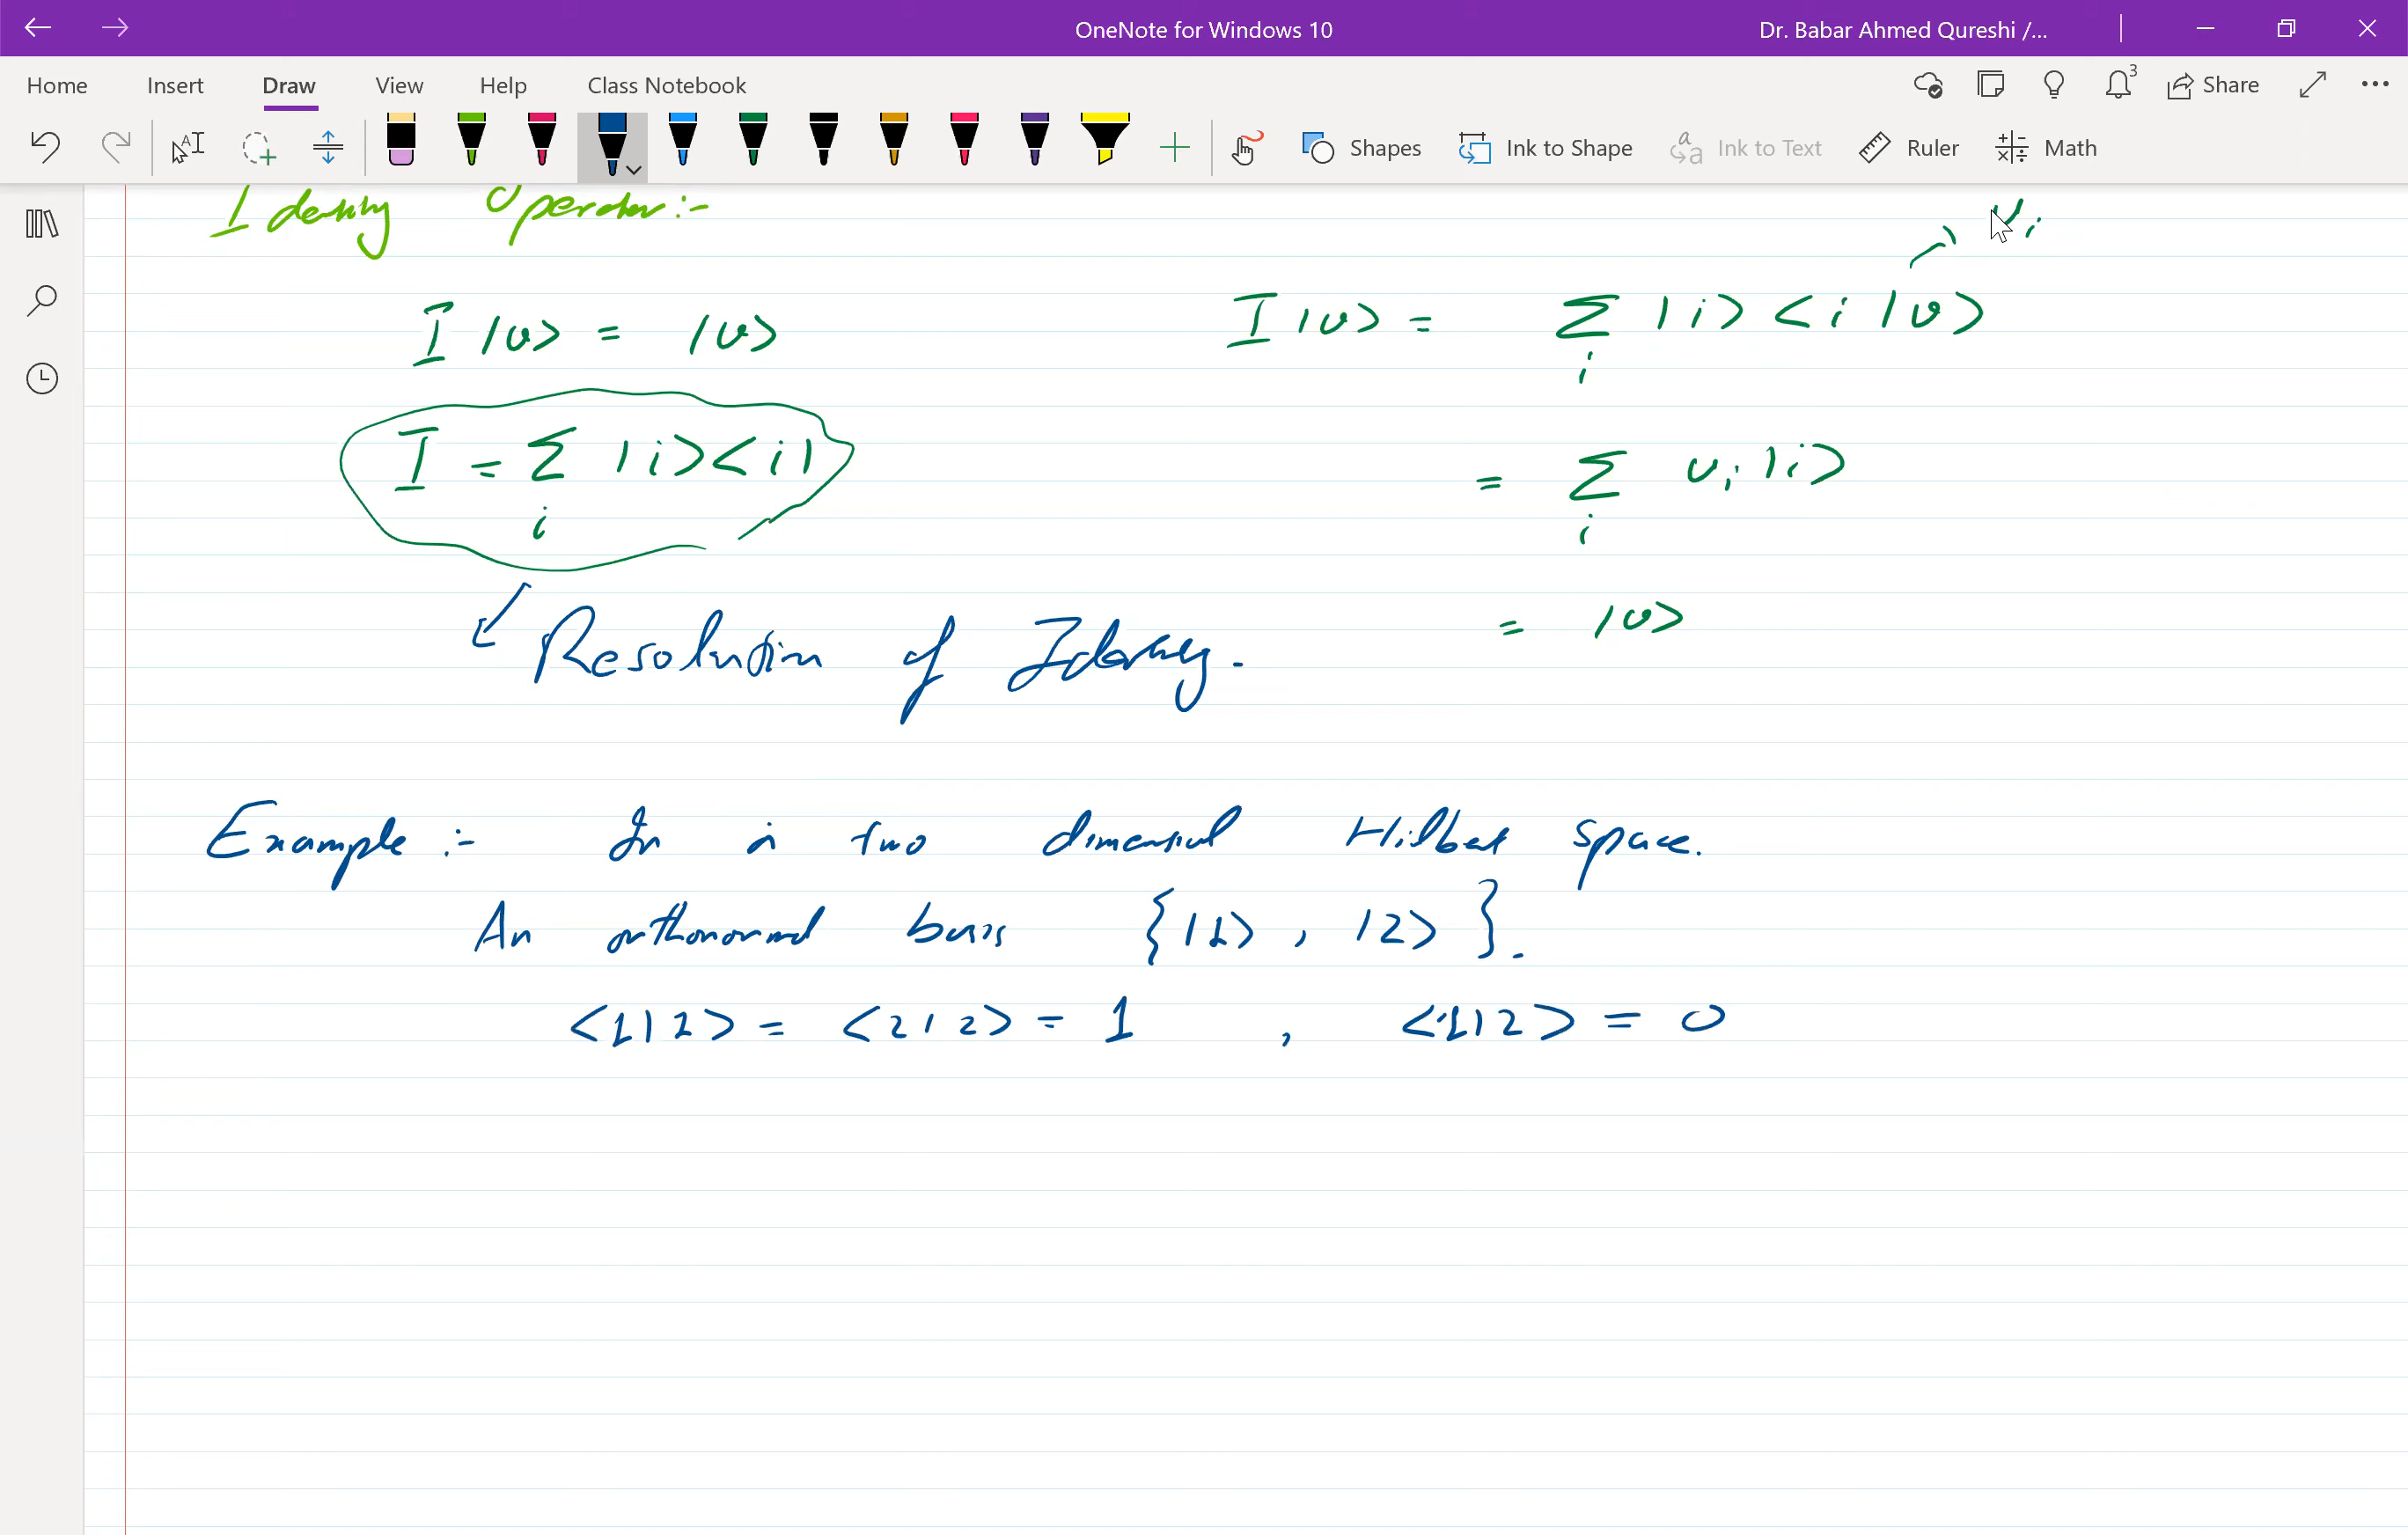 OneNote for Windows 10
Dr. Babar Ahmed Qureshi /...
Home Insert Draw View Help Class Notebook
3 Share
Shapes Ink to Shape Ink to Text Ruler Math
Identity Operator:-
v_i
I |v> = |v>
I |v> = Σ_i |i> <i|v>
I = Σ_i |i><i|
= Σ_i v_i |i>
= |v>
Resolution of Identity.
Example :- In a two dimensional Hilbert space.
An orthonormal basis {|1>, |2>}.
<1|1> = <2|2> = 1 , <1|2> = 0